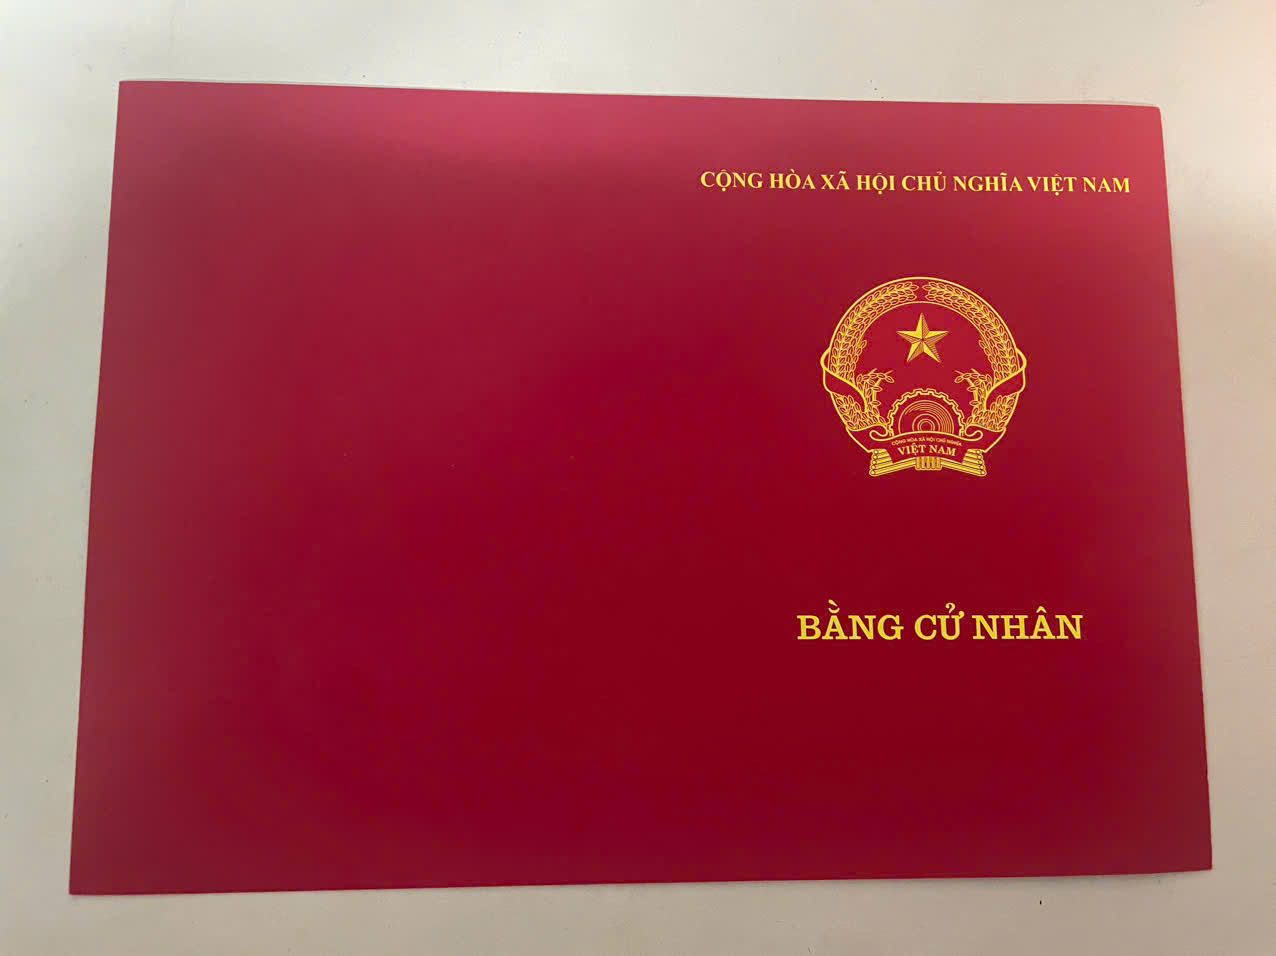 CỘNG HÒA XÃ HỘI CHỦ NGHĨA VIỆT NAM
CỘNG HÒA XÃ HỘI CHỦ NGHĨA
VIỆT NAM
BẰNG CỬ NHÂN